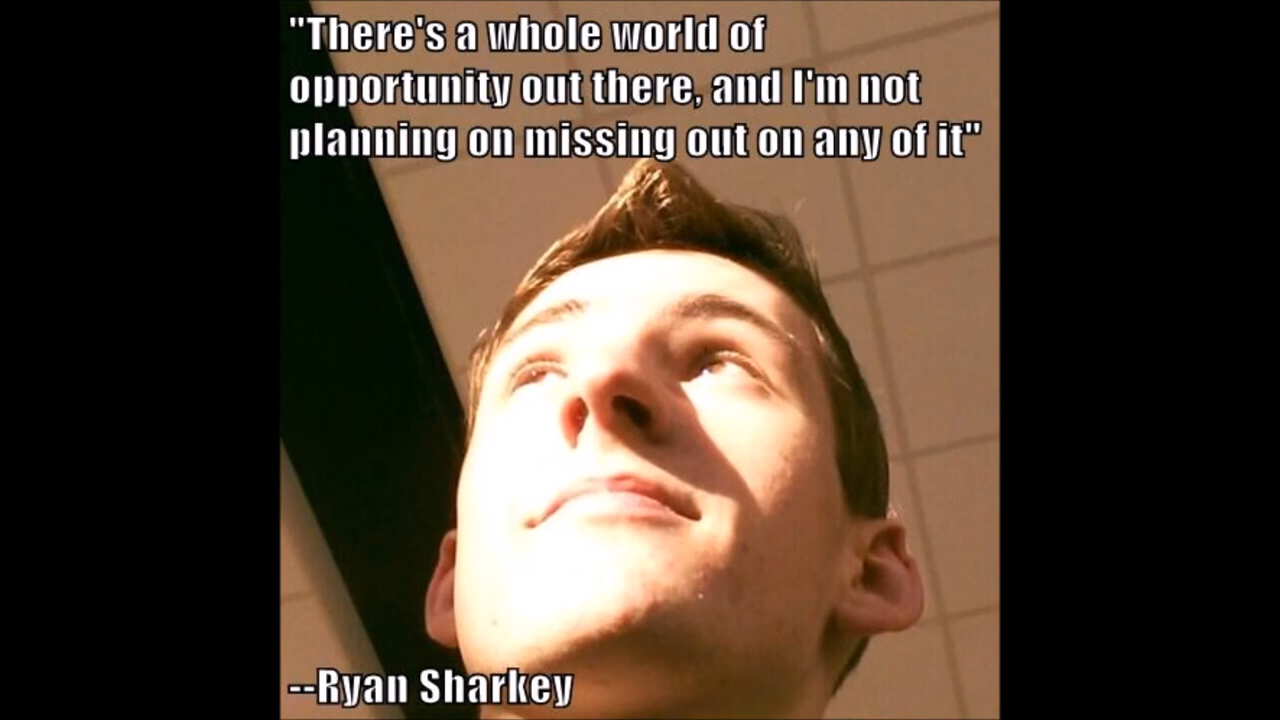 "There's a whole world of
opportunity out there, and I'm not
planning on missing out on any of it"
--Ryan Sharkey